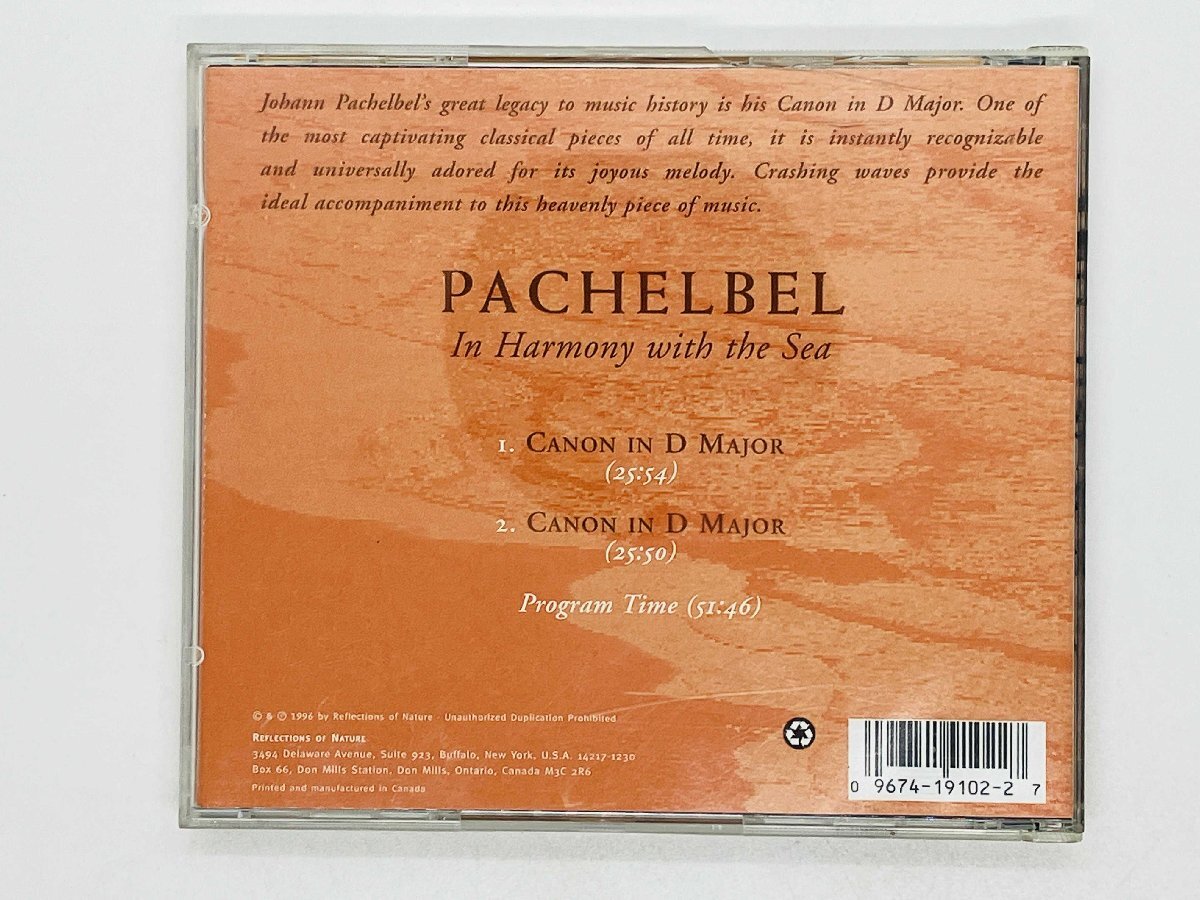 Johann Pachelbel's great legacy to music history is his Canon in D Major. One of
the most captivating classical pieces of all time, it is instantly recognizable
and universally adored for its joyous melody. Crashing waves provide the
ideal accompaniment to this heavenly piece of music.
PACHELBEL
In Harmony with the Sea
1. CANON IN D MAJOR
(25:54)
2. CANON IN D MAJOR
(25:50)
Program Time (51:46)
© & ℗ 1996 by Reflections of Nature · Unauthorized Duplication Prohibited
REFLECTIONS OF NATURE
3494 Delaware Avenue, Suite 923, Buffalo, New York, U.S.A. 14217-1230
Box 66, Don Mills Station, Don Mills, Ontario, Canada M3C 2R6
Printed and manufactured in Canada
0 9674-19102-2 7